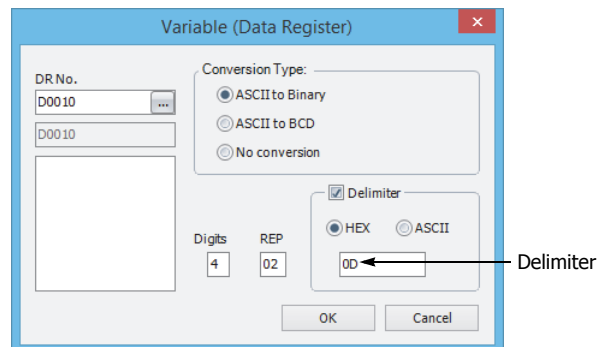 Variable (Data Register)
×
DR No.
D0010
...
D0010
Conversion Type:
ASCII to Binary
ASCII to BCD
No conversion
Digits
4
REP
02
Delimiter
HEX
ASCII
0D
Delimiter
OK
Cancel